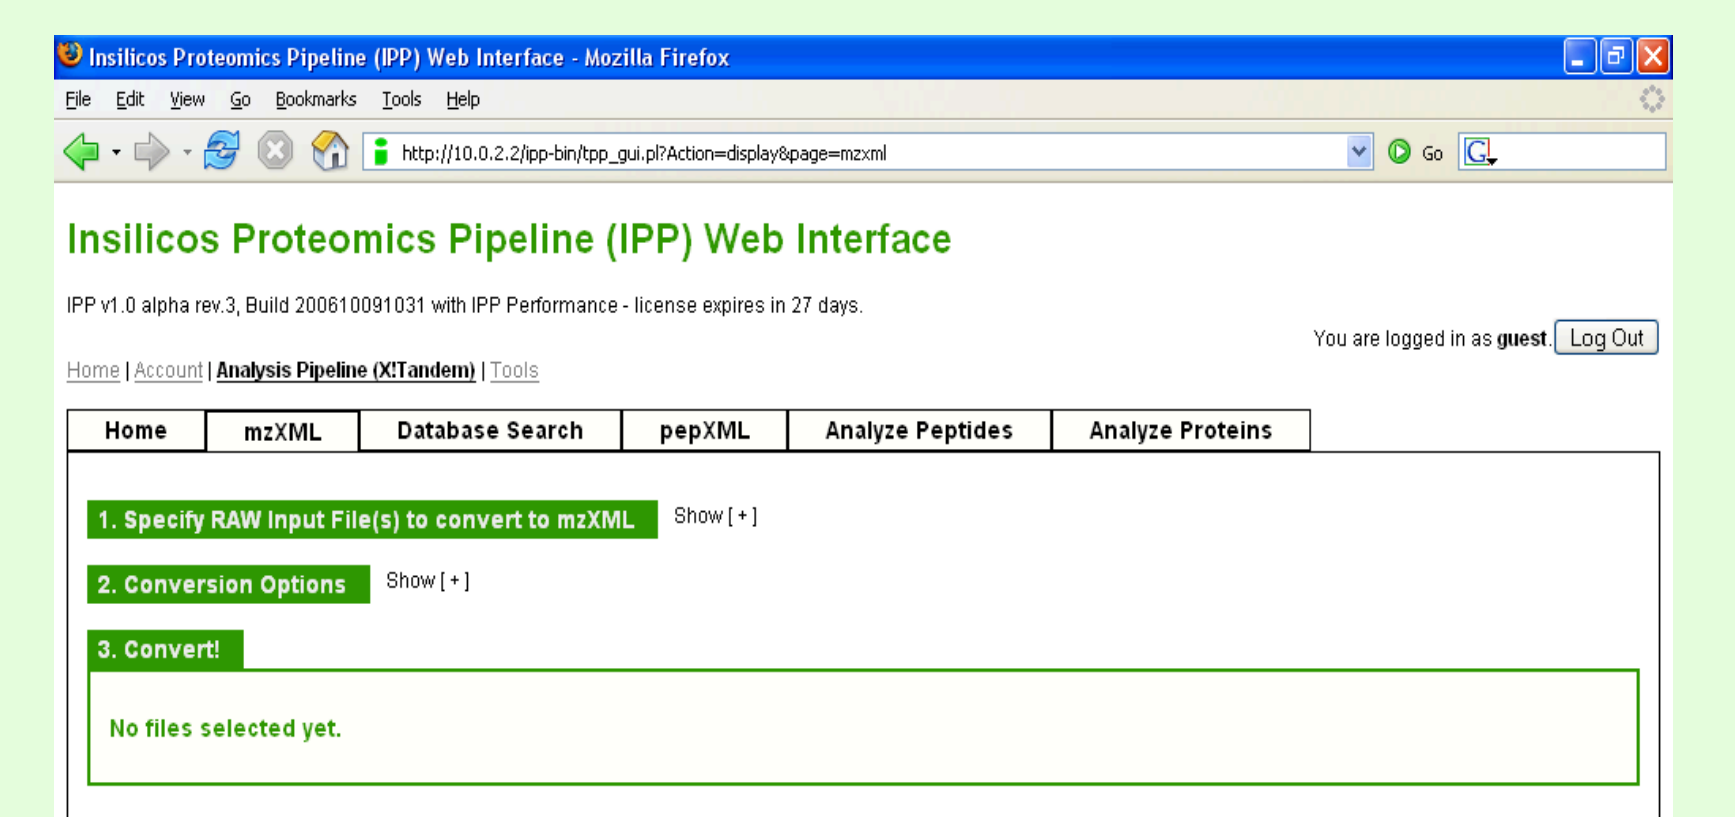 Insilicos Proteomics Pipeline (IPP) Web Interface - Mozilla Firefox
File Edit View Go Bookmarks Tools Help
http://10.0.2.2/ipp-bin/tpp_gui.pl?Action=display&page=mzxml Go G
Insilicos Proteomics Pipeline (IPP) Web Interface
IPP v1.0 alpha rev.3, Build 200610091031 with IPP Performance - license expires in 27 days.
You are logged in as guest. Log Out
Home | Account | Analysis Pipeline (X!Tandem) | Tools
Home mzXML Database Search pepXML Analyze Peptides Analyze Proteins
1. Specify RAW Input File(s) to convert to mzXML Show [ + ]
2. Conversion Options Show [ + ]
3. Convert!
No files selected yet.